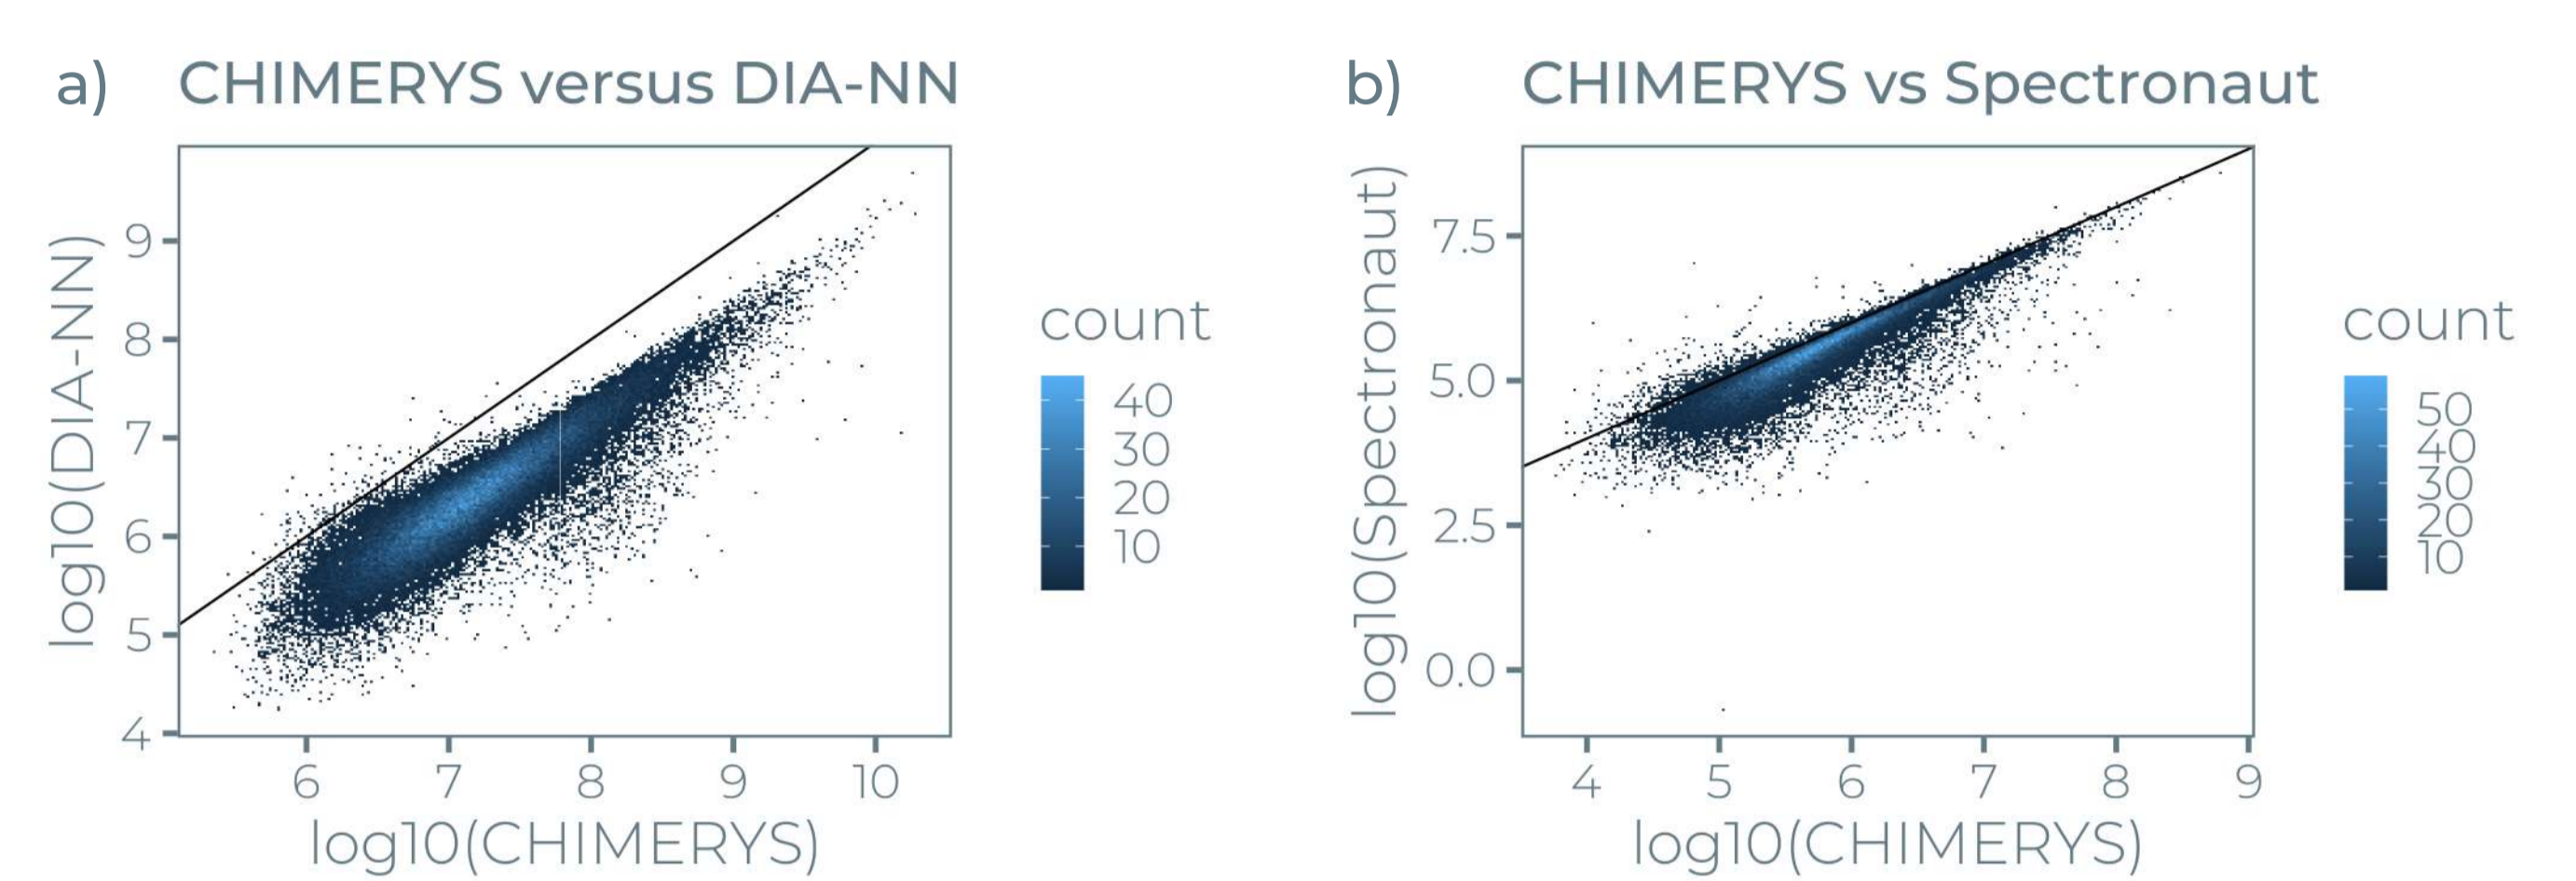 a) CHIMERYS versus DIA-NN
log10(DIA-NN)
9
8
7
6
5
4
6 7 8 9 10
log10(CHIMERYS)
count
40
30
20
10
b) CHIMERYS vs Spectronaut
log10(Spectronaut)
7.5
5.0
2.5
0.0
4 5 6 7 8 9
log10(CHIMERYS)
count
50
40
30
20
10